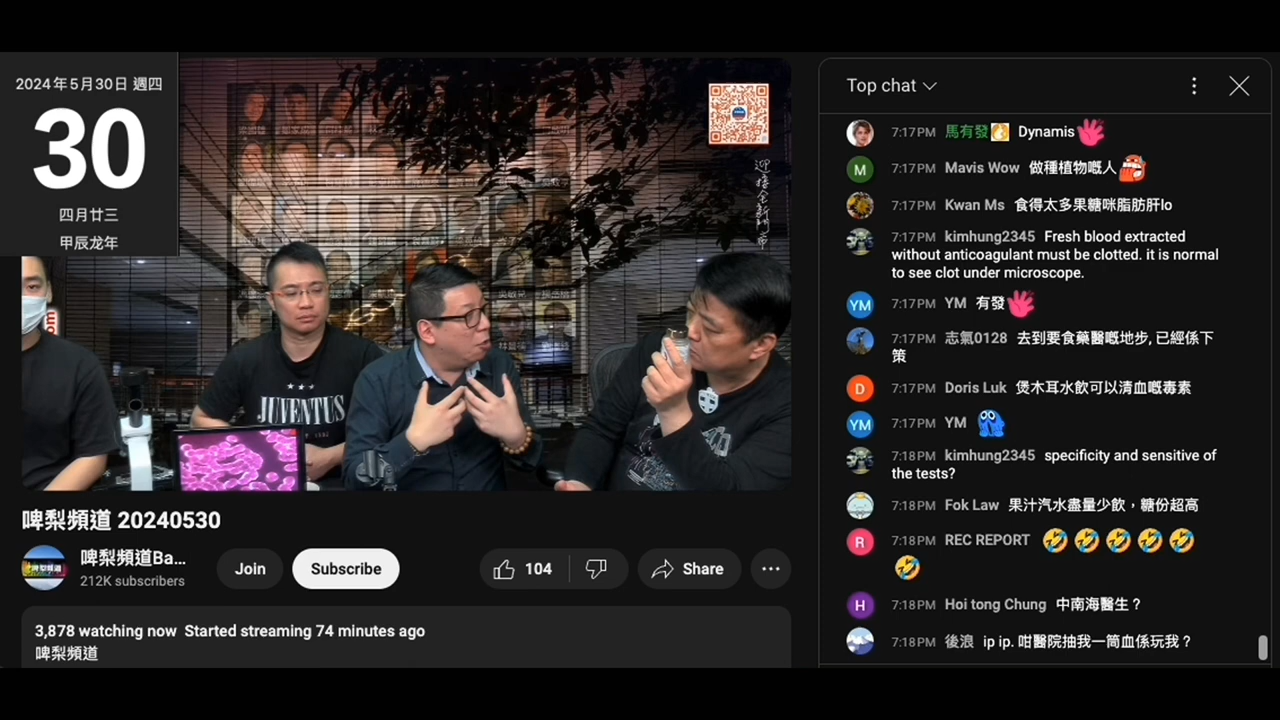 2024年5月30日 週四
30
四月廿三
甲辰龙年
迎接全新門市
JUVENTUS
啤梨頻道 20240530
啤梨頻道Ba...
212K subscribers
Join
Subscribe
104
Share
3,878 watching now Started streaming 74 minutes ago
啤梨頻道
Top chat
7:17PM 馬有發 Dynamis
M 7:17PM Mavis Wow 做種植物嘅人
7:17PM Kwan Ms 食得太多果糖咪脂肪肝lo
7:17PM kimhung2345 Fresh blood extracted
without anticoagulant must be clotted. it is normal
to see clot under microscope.
YM 7:17PM YM 有發
7:17PM 志氣0128 去到要食藥醫嘅地步, 已經係下
策
D 7:17PM Doris Luk 煲木耳水飲可以清血嘅毒素
YM 7:17PM YM
7:18PM kimhung2345 specificity and sensitive of
the tests?
7:18PM Fok Law 果汁汽水盡量少飲，糖份超高
R 7:18PM REC REPORT
H 7:18PM Hoi tong Chung 中南海醫生？
7:18PM 後浪 ip ip. 咁醫院抽我一筒血係玩我？